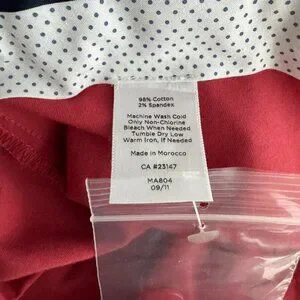 98% Cotton
2% Spandex
Machine Wash Cold
Only Non-Chlorine
Bleach When Needed
Tumble Dry Low
Warm Iron, If Needed
Made in Morocco
CA #23147
MA804
09/11